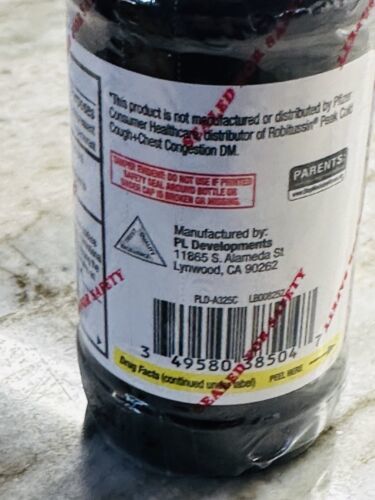 *This product is not manufactured or distributed by Pfizer
Consumer Healthcare, distributor of Robitussin® Peak Cold
Cough+Chest Congestion DM.
TAMPER EVIDENT: DO NOT USE IF PRINTED
SAFETY SEAL AROUND BOTTLE OR
UNDER CAP IS BROKEN OR MISSING.
PARENTS:
QUALITY
Manufactured by:
PL Developments
11865 S. Alameda St
Lynwood, CA 90262
PLD-A325C
3 49580 38504 7
Drug Facts (continued under label)
PEEL HERE
SEALED FOR SAFETY